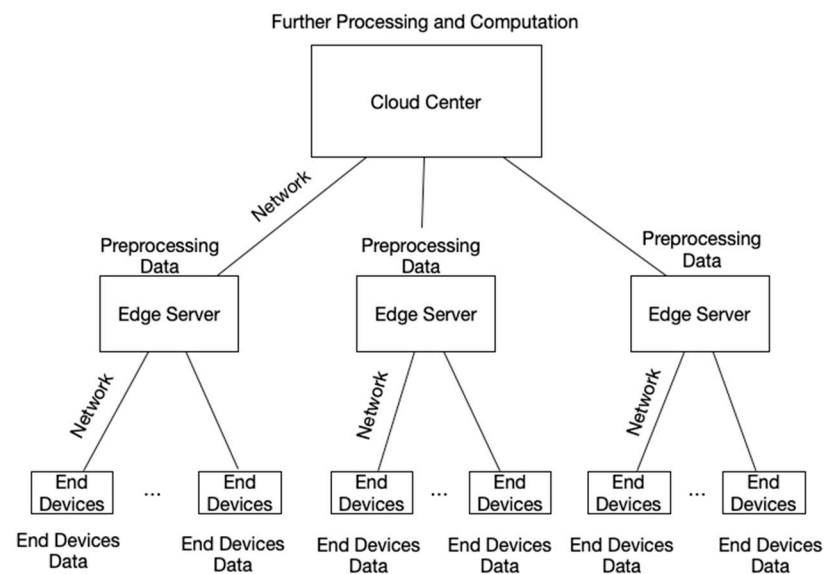 Further Processing and Computation
Cloud Center
Network
Preprocessing
Data
Preprocessing
Data
Preprocessing
Data
Edge Server
Edge Server
Edge Server
Network
Network
Network
End
Devices
...
End
Devices
End
Devices
...
End
Devices
End
Devices
...
End
Devices
End Devices
Data
End Devices
Data
End Devices
Data
End Devices
Data
End Devices
Data
End Devices
Data